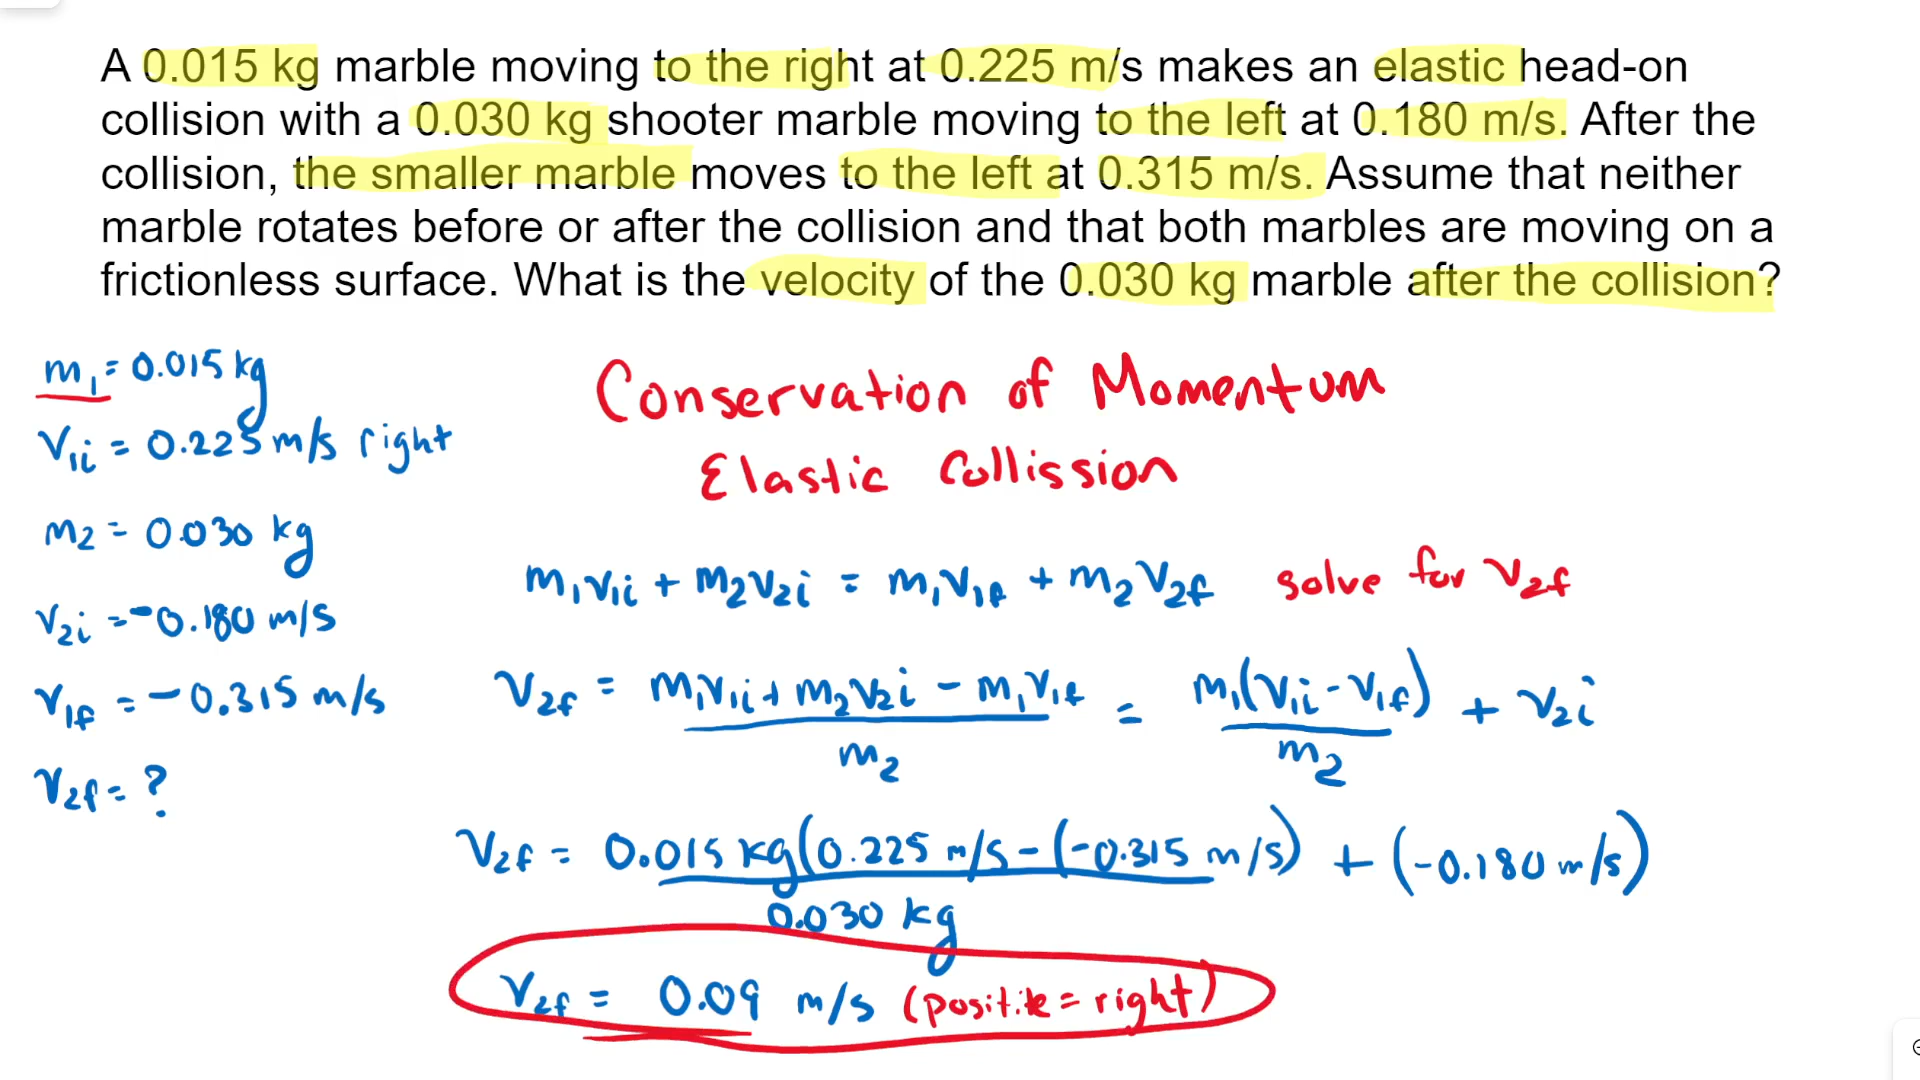 A 0.015 kg marble moving to the right at 0.225 m/s makes an elastic head-on
collision with a 0.030 kg shooter marble moving to the left at 0.180 m/s. After the
collision, the smaller marble moves to the left at 0.315 m/s. Assume that neither
marble rotates before or after the collision and that both marbles are moving on a
frictionless surface. What is the velocity of the 0.030 kg marble after the collision?
m₁ = 0.015 kg
v₁i = 0.225 m/s right
m₂ = 0.030 kg
v₂i = -0.180 m/s
v₁f = -0.315 m/s
v₂f = ?
Conservation of Momentum
Elastic Collission
m₁v₁i + m₂v₂i = m₁v₁f + m₂v₂f solve for v₂f
v₂f = (m₁v₁i + m₂v₂i - m₁v₁f) / m₂ = m₁(v₁i - v₁f) / m₂ + v₂i
v₂f = 0.015 kg(0.225 m/s - (-0.315 m/s) / 0.030 kg + (-0.180 m/s)
v₂f = 0.09 m/s (positive = right)